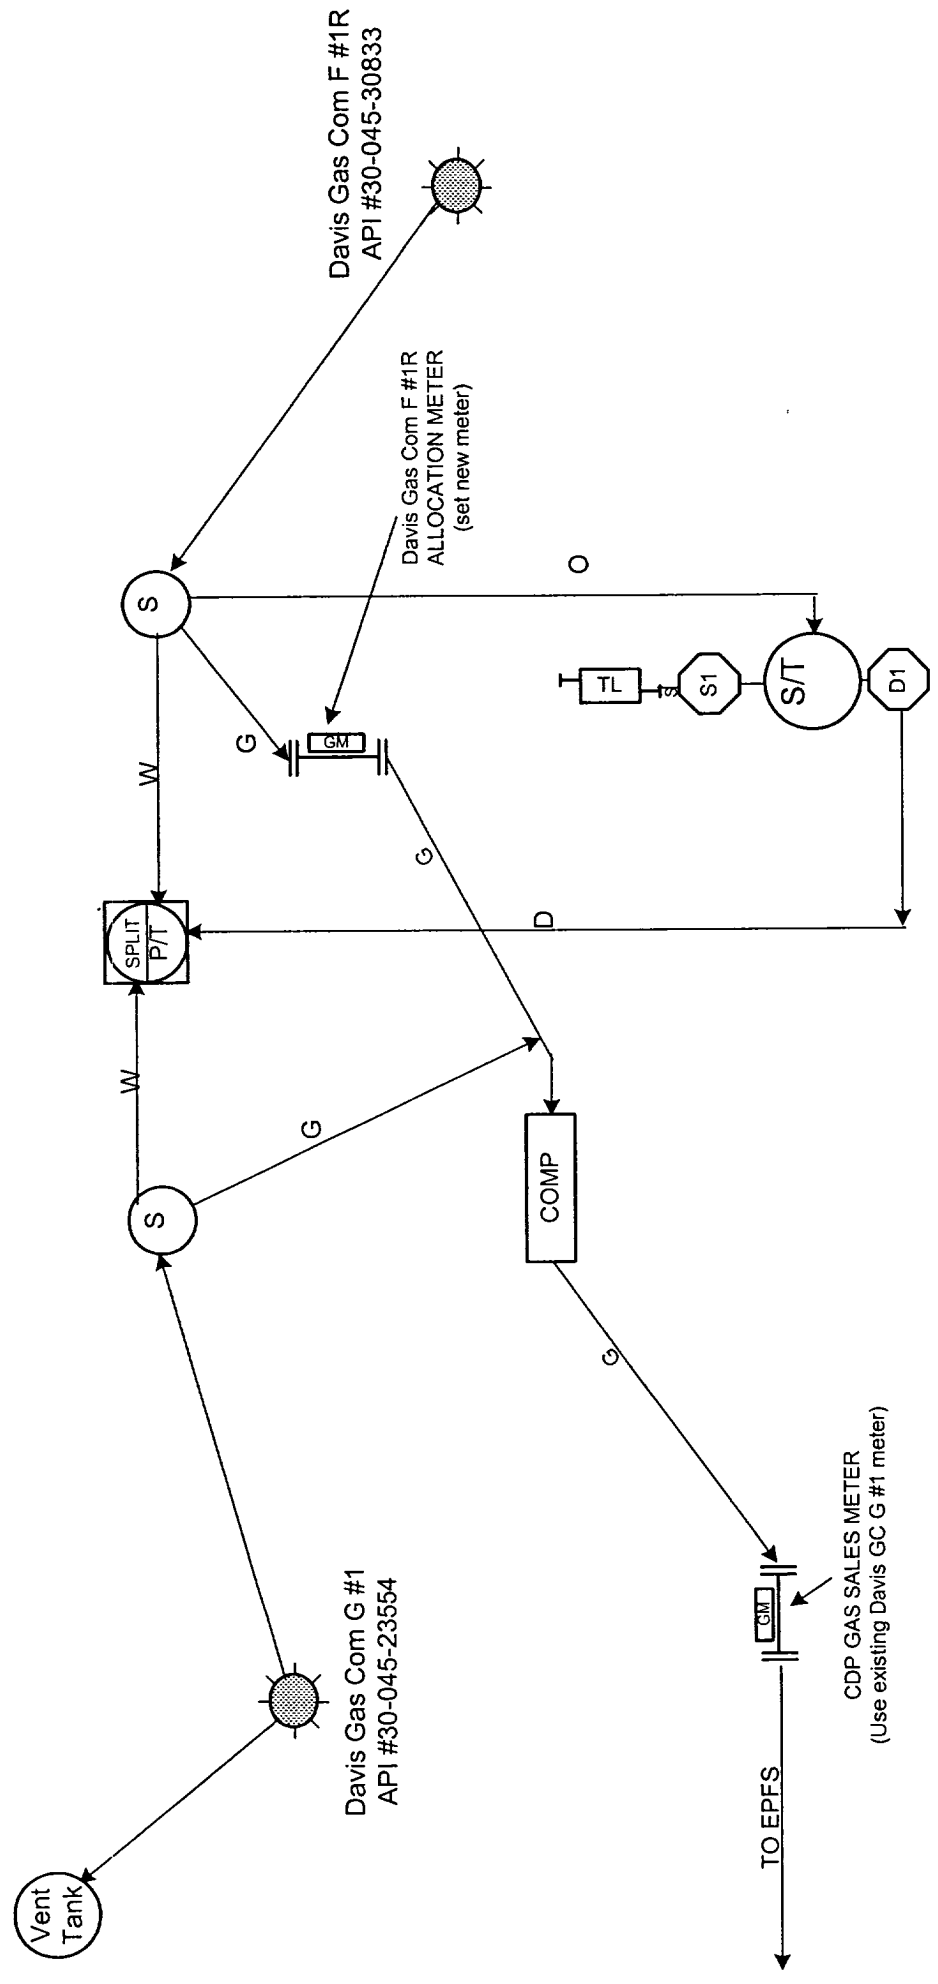 Vent
Tank
Davis Gas Com G #1
API #30-045-23554
S
W
SPLIT
P/T
W
S
Davis Gas Com F #1R
API #30-045-30833
G
G
GM
Davis Gas Com F #1R
ALLOCATION METER
(set new meter)
G
COMP
D
O
TL
S
S1
S/T
D1
G
GM
CDP GAS SALES METER
(Use existing Davis GC G #1 meter)
TO EPFS